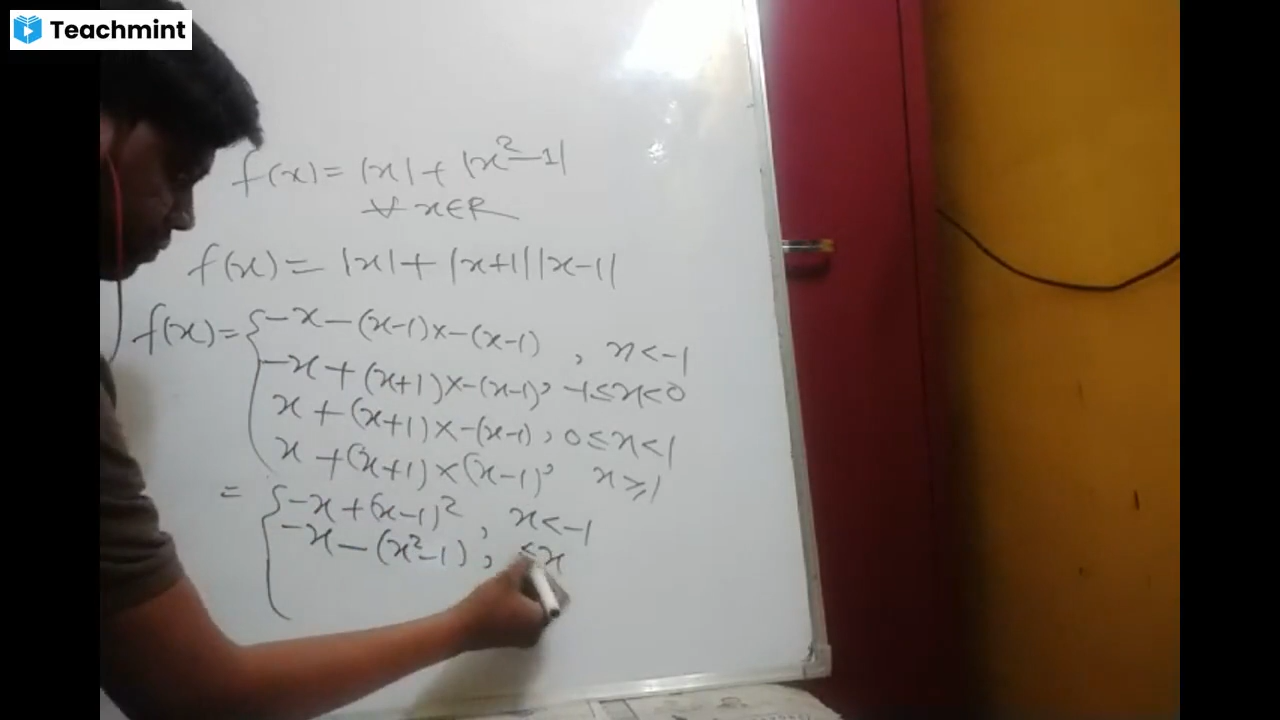 Teachmint
f(x) = |x| + |x²-1|
∀ x∈R
f(x) = |x| + |x+1||x-1|
f(x) = { -x - (x-1) × -(x-1) , x < -1
-x + (x+1) × -(x-1), -1 ≤ x < 0
x + (x+1) × -(x-1), 0 ≤ x < 1
x + (x+1) × (x-1), x ≥ 1
= { -x + (x-1)² , x < -1
-x - (x²-1) , ≤ x